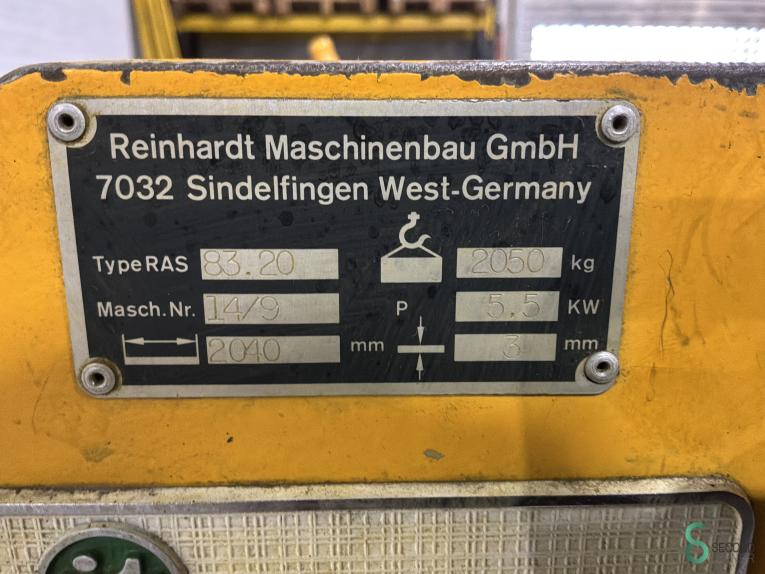 Reinhardt Maschinenbau GmbH
7032 Sindelfingen West-Germany
Type RAS 83.20 2050 kg
Masch.Nr. 14/9 P 5,5 KW
2040 mm 3 mm